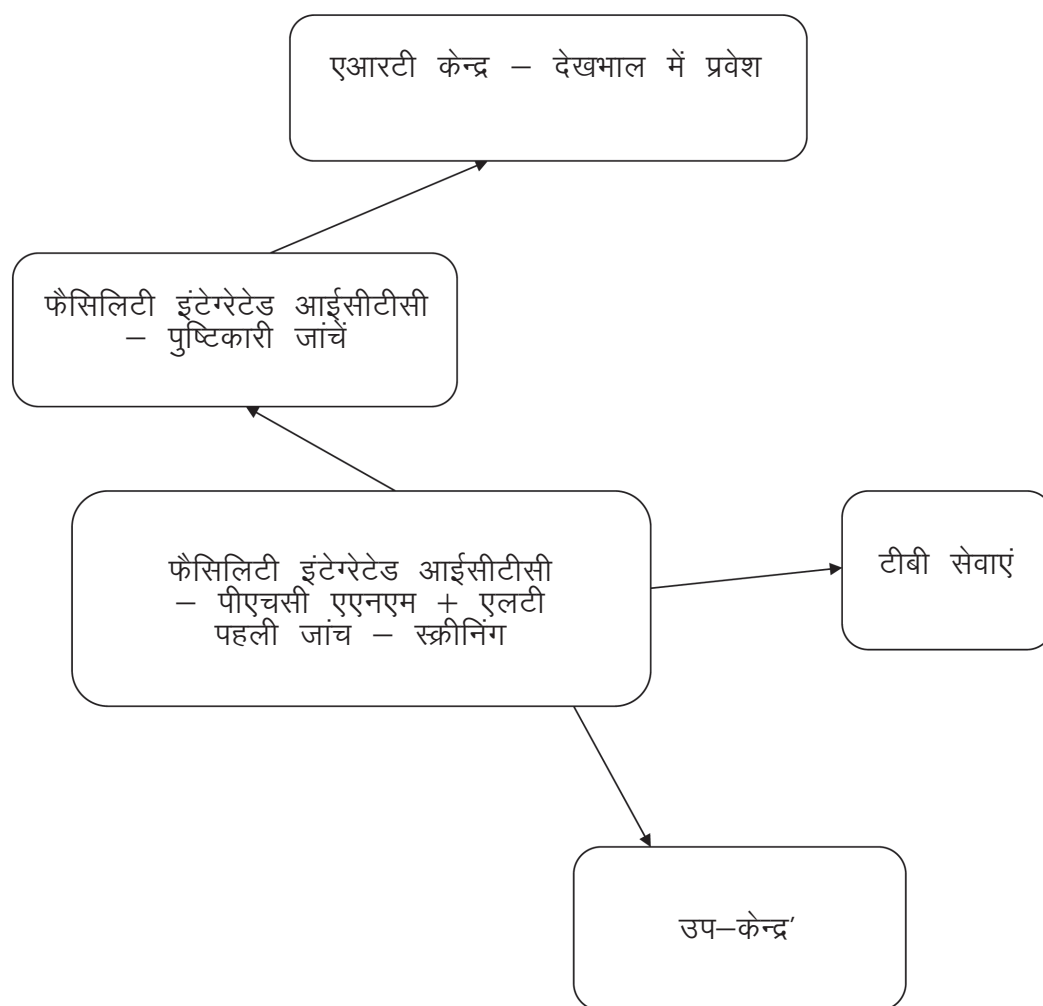 एआरटी केन्द्र – देखभाल में प्रवेश
फैसिलिटी इंटेग्रेटेड आईसीटीसी
– पुष्टिकारी जांचें
फैसिलिटी इंटेग्रेटेड आईसीटीसी
– पीएचसी एएनएम + एलटी
पहली जांच – स्क्रीनिंग
टीबी सेवाएं
उप–केन्द्र’